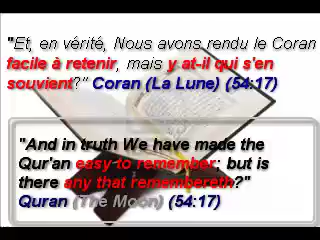 "Et, en vérité, Nous avons rendu le Coran
facile à retenir, mais y at-il qui s'en
souvient?" Coran (La Lune) (54:17)
"And in truth We have made the
Qur'an easy to remember; but is
there any that remembereth?"
Quran (The Moon) (54:17)